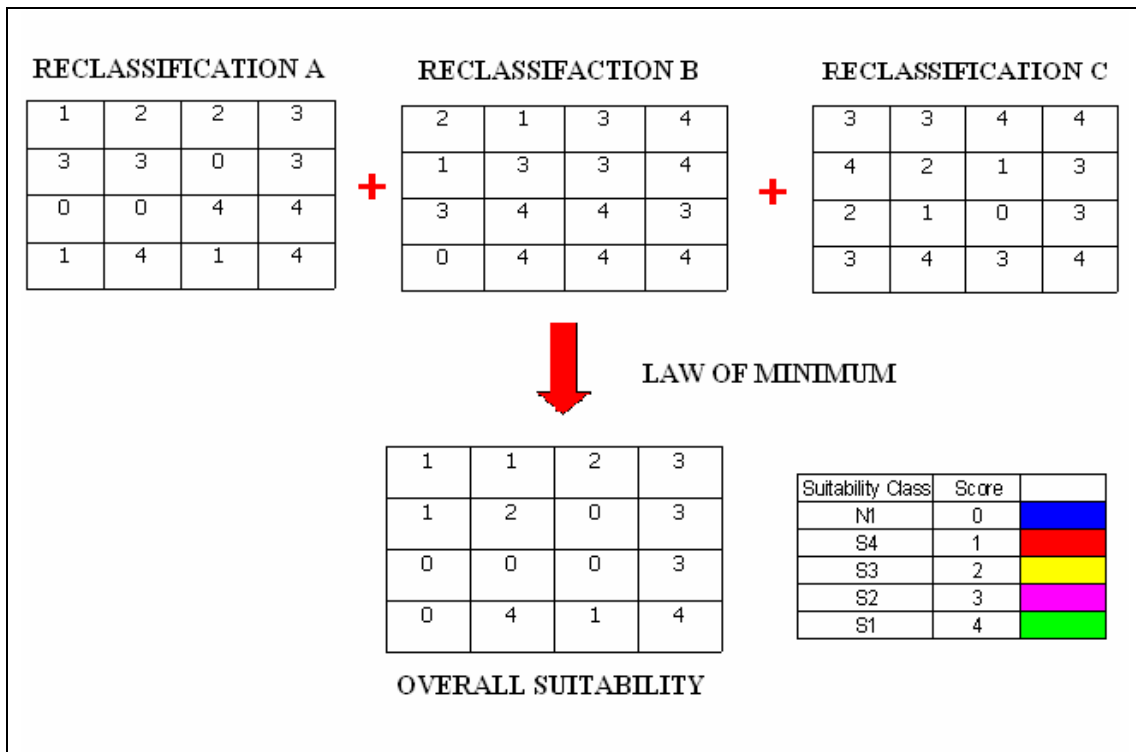 RECLASSIFICATION A
1 2 2 3
3 3 0 3
0 0 4 4
1 4 1 4
+
RECLASSIFACTION B
2 1 3 4
1 3 3 4
3 4 4 3
0 4 4 4
+
RECLASSIFICATION C
3 3 4 4
4 2 1 3
2 1 0 3
3 4 3 4
LAW OF MINIMUM
1 1 2 3
1 2 0 3
0 0 0 3
0 4 1 4
OVERALL SUITABILITY
Suitability Class Score
N1 0
S4 1
S3 2
S2 3
S1 4